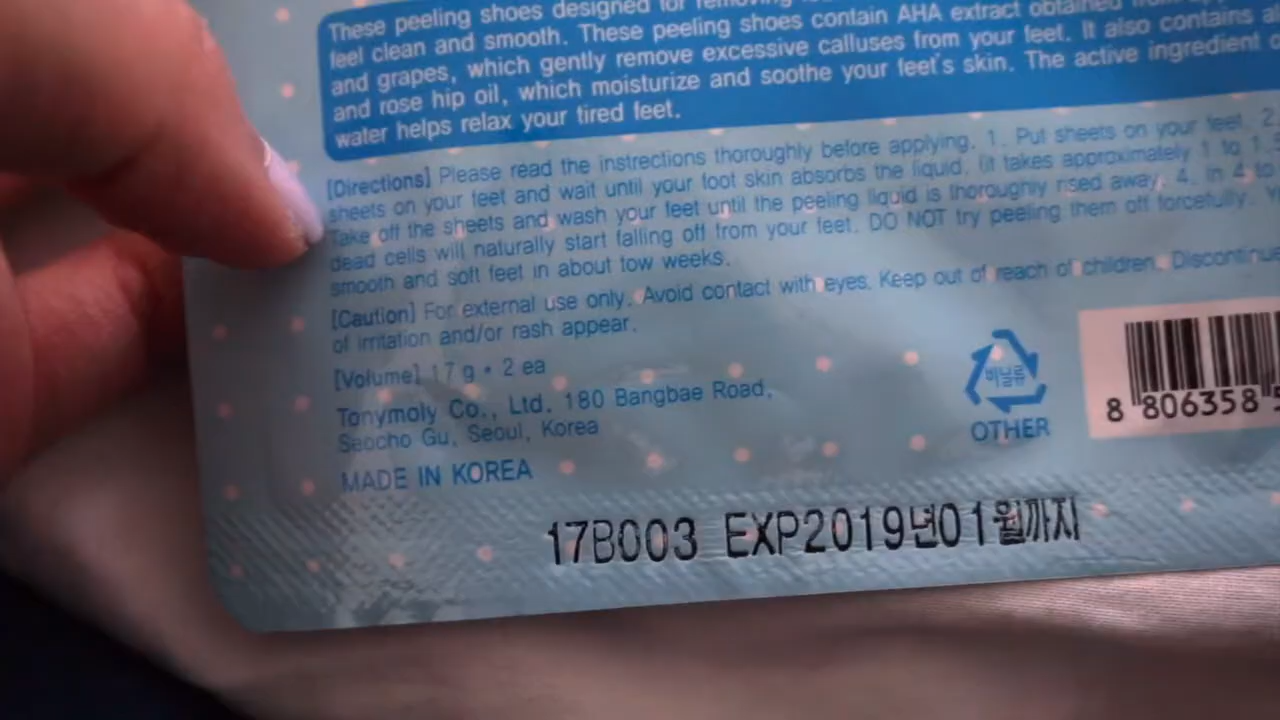 These peeling shoes designed for removing
feel clean and smooth. These peeling shoes contain AHA extract obtained
and grapes, which gently remove excessive calluses from your feet. It also contains
and rose hip oil, which moisturize and soothe your feet's skin. The active ingredient
water helps relax your tired feet.
[Directions] Please read the instrections thoroughly before applying. 1. Put sheets on your feet. 2.
sheets on your feet and wait until your foot skin absorbs the liquid. (it takes approximately 1 to 1.5
Take off the sheets and wash your feet until the peeling liquid is thoroughly rised away. 4. In 4 to
dead cells will naturally start falling off from your feet. DO NOT try peeling them off forcefully.
smooth and soft feet in about tow weeks.
[Caution] For external use only. Avoid contact with eyes. Keep out of reach of children. Discontinue
of irritation and/or rash appear.
[Volume] 17 g * 2 ea
Tonymoly Co., Ltd. 180 Bangbae Road,
Seocho Gu, Seoul, Korea
MADE IN KOREA
비닐류
OTHER
8 806358
17B003 EXP2019년01월까지